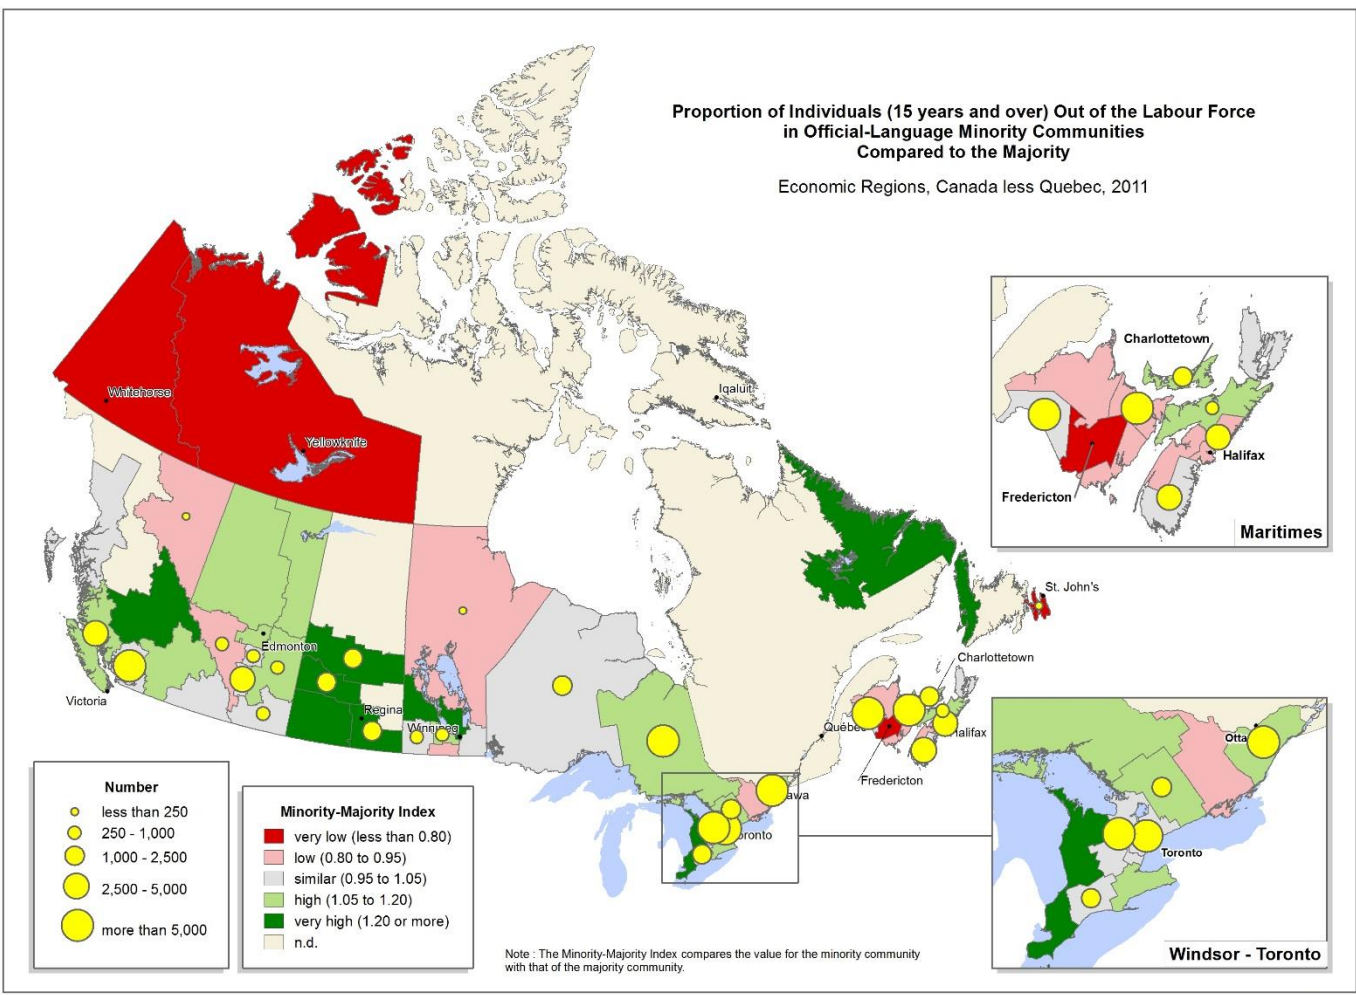 Proportion of Individuals (15 years and over) Out of the Labour Force
in Official-Language Minority Communities
Compared to the Majority
Economic Regions, Canada less Quebec, 2011
Whitehorse
Yellowknife
Iqaluit
Edmonton
Victoria
Regina
Winnipeg
St. John's
Charlottetown
Québec
Halifax
Fredericton
awa
oronto
Charlottetown
Halifax
Fredericton
Maritimes
Otta
Toronto
Windsor - Toronto
Number
less than 250
250 - 1,000
1,000 - 2,500
2,500 - 5,000
more than 5,000
Minority-Majority Index
very low (less than 0.80)
low (0.80 to 0.95)
similar (0.95 to 1.05)
high (1.05 to 1.20)
very high (1.20 or more)
n.d.
Note : The Minority-Majority Index compares the value for the minority community
with that of the majority community.